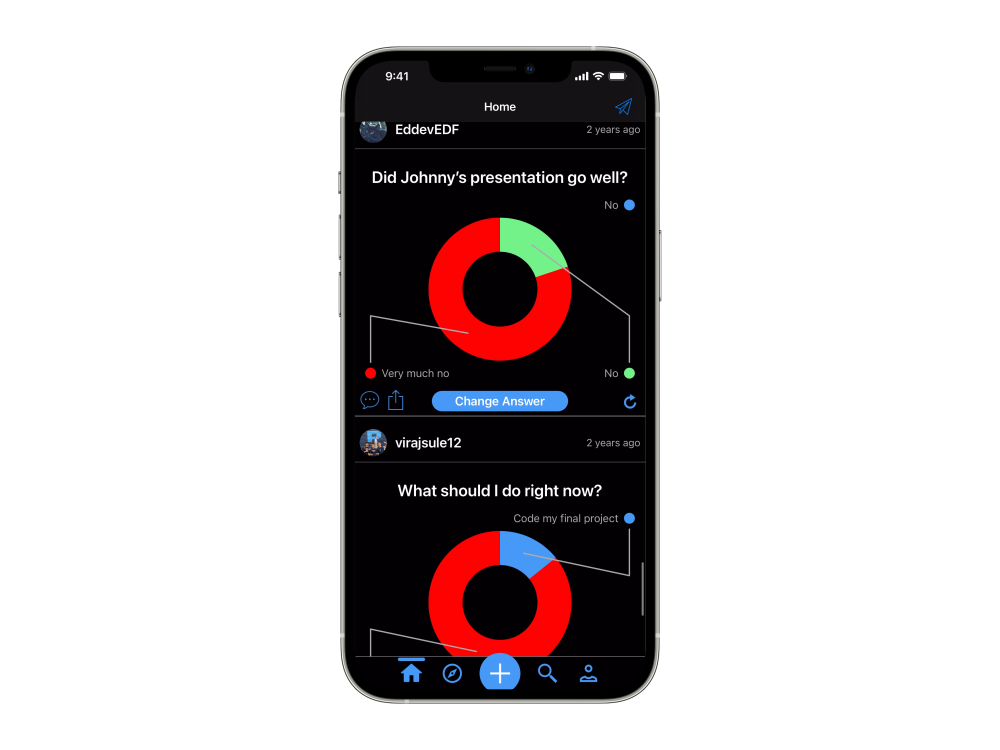 9:41
Home
EddevEDF
2 years ago
Did Johnny’s presentation go well?
No
Very much no
No
Change Answer
virajsule12
2 years ago
What should I do right now?
Code my final project